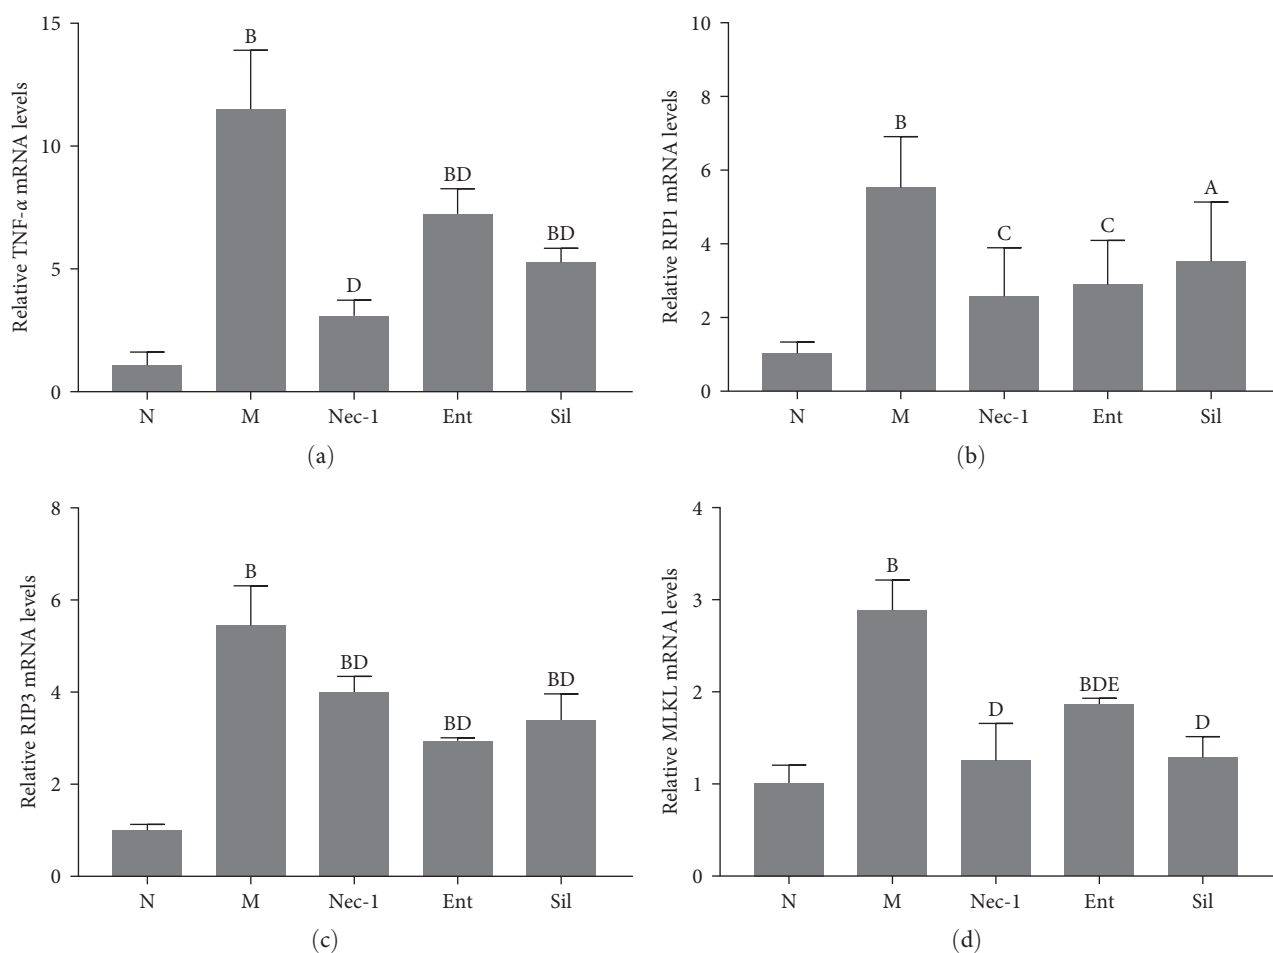 Relative TNF-α mRNA levels
15
10
5
0
B
D
BD
BD
N M Nec-1 Ent Sil
(a)
Relative RIP1 mRNA levels
10
8
6
4
2
0
B
C
C
A
N M Nec-1 Ent Sil
(b)
Relative RIP3 mRNA levels
8
6
4
2
0
B
BD
BD
BD
N M Nec-1 Ent Sil
(c)
Relative MLKL mRNA levels
4
3
2
1
0
B
D
BDE
D
N M Nec-1 Ent Sil
(d)